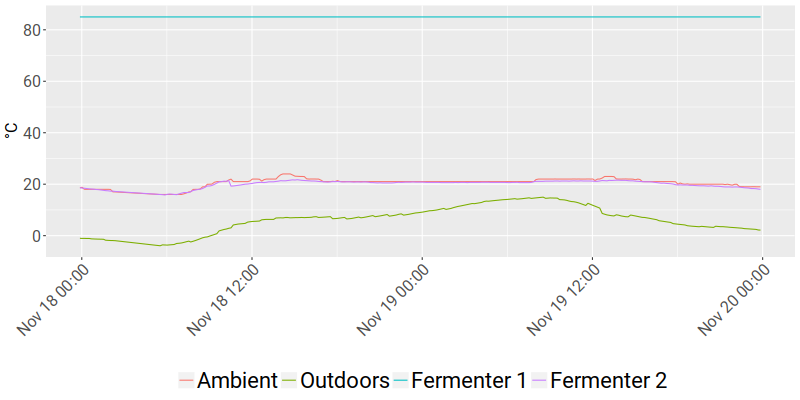 80
60
40
20
0
°C
Nov 18 00:00
Nov 18 12:00
Nov 19 00:00
Nov 19 12:00
Nov 20 00:00
Ambient Outdoors Fermenter 1 Fermenter 2